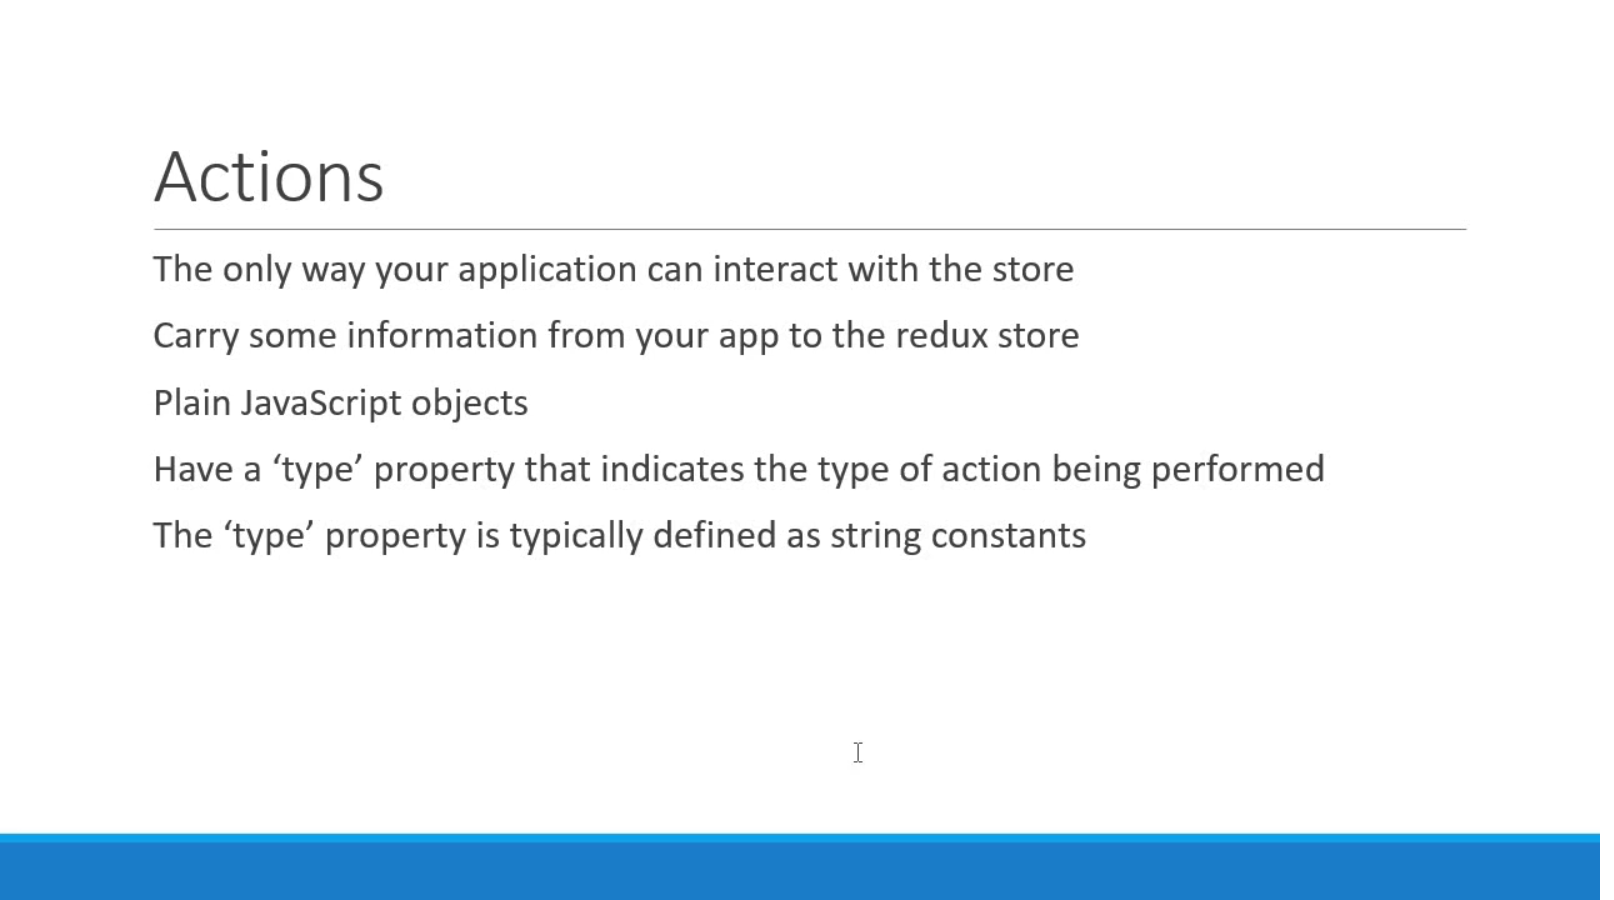 Actions
The only way your application can interact with the store
Carry some information from your app to the redux store
Plain JavaScript objects
Have a ‘type’ property that indicates the type of action being performed
The ‘type’ property is typically defined as string constants